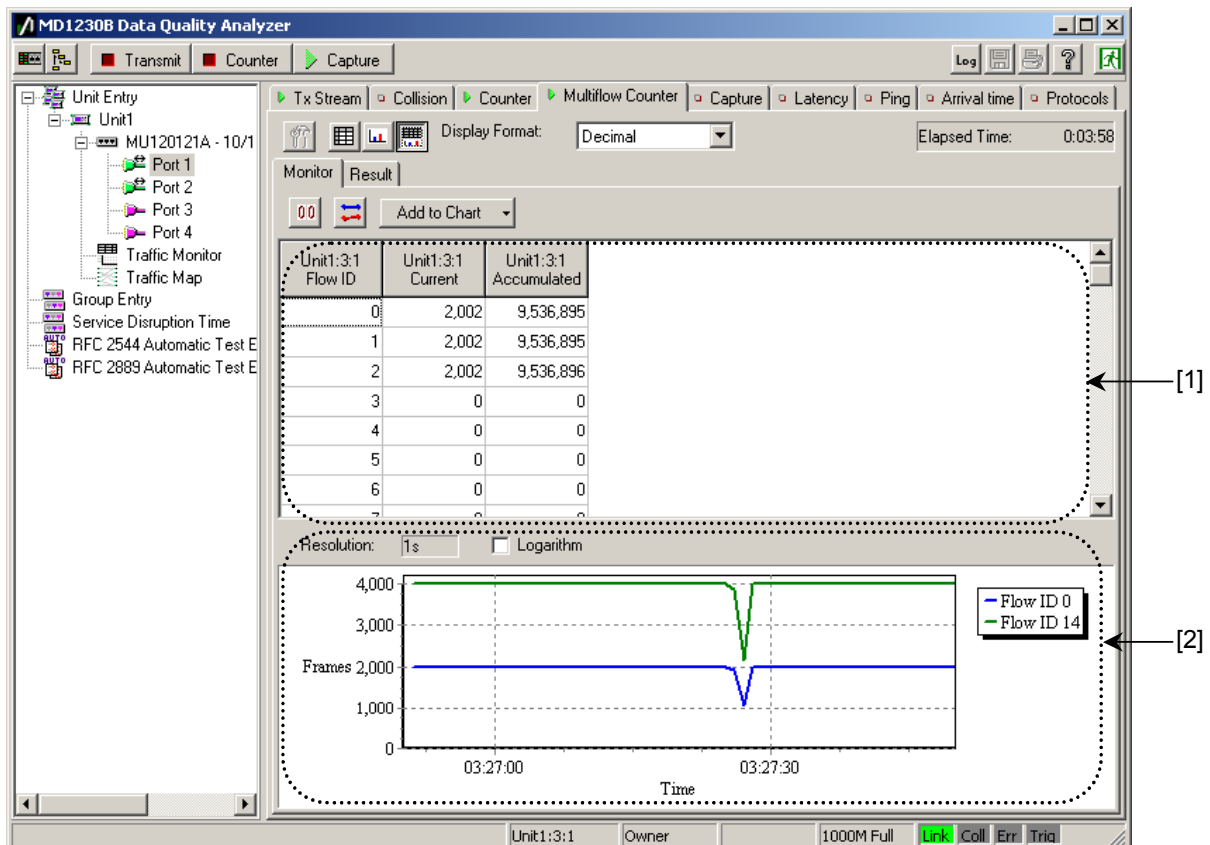 MD1230B Data Quality Analyzer
Transmit Counter Capture Log
Unit Entry
Unit1
MU120121A - 10/1
Port 1
Port 2
Port 3
Port 4
Traffic Monitor
Traffic Map
Group Entry
Service Disruption Time
RFC 2544 Automatic Test E
RFC 2889 Automatic Test E
Tx Stream Collision Counter Multiflow Counter Capture Latency Ping Arrival time Protocols
Display Format: Decimal Elapsed Time: 0:03:58
Monitor Result
00 Add to Chart
Unit1:3:1 Unit1:3:1 Unit1:3:1
Flow ID Current Accumulated
0 2,002 9,536,895
1 2,002 9,536,895
2 2,002 9,536,896
3 0 0
4 0 0
5 0 0
6 0 0
[1]
Resolution: 1s Logarithm
4,000
3,000
Frames 2,000
1,000
0
03:27:00 03:27:30
Time
Flow ID 0
Flow ID 14
[2]
Unit1:3:1 Owner 1000M Full Link Coll Err Trig